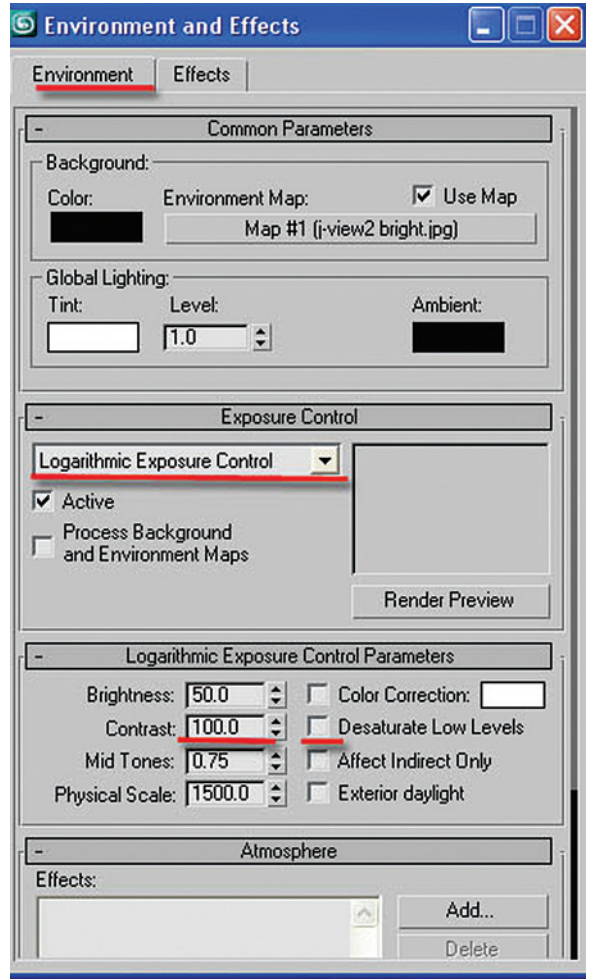 Environment and Effects
Environment Effects
- Common Parameters
Background:
Color: Environment Map: Use Map
Map #1 (j-view2 bright.jpg)
Global Lighting:
Tint: Level: Ambient:
1.0
- Exposure Control
Logarithmic Exposure Control
Active
Process Background
and Environment Maps
Render Preview
- Logarithmic Exposure Control Parameters
Brightness: 50.0 Color Correction:
Contrast: 100.0 Desaturate Low Levels
Mid Tones: 0.75 Affect Indirect Only
Physical Scale: 1500.0 Exterior daylight
- Atmosphere
Effects:
Add...
Delete